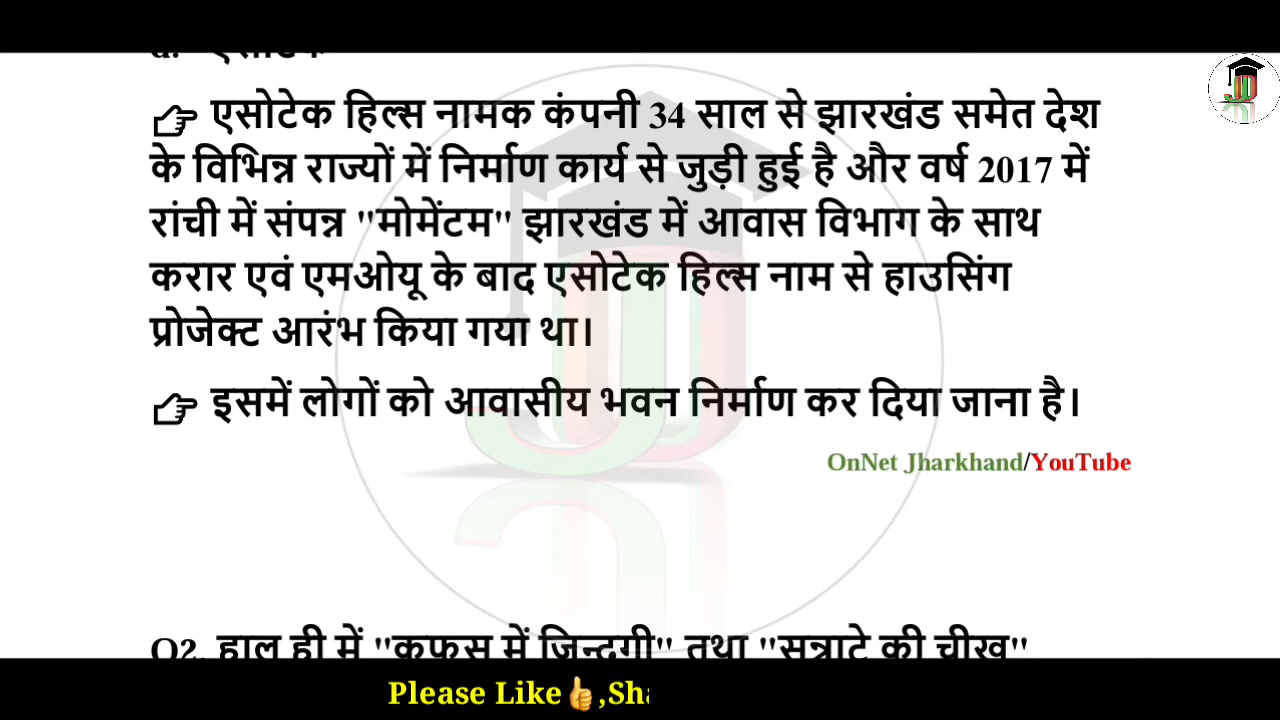 👉 एसोटेक हिल्स नामक कंपनी 34 साल से झारखंड समेत देश
के विभिन्न राज्यों में निर्माण कार्य से जुड़ी हुई है और वर्ष 2017 में
रांची में संपन्न "मोमेंटम" झारखंड में आवास विभाग के साथ
करार एवं एमओयू के बाद एसोटेक हिल्स नाम से हाउसिंग
प्रोजेक्ट आरंभ किया गया था।
👉 इसमें लोगों को आवासीय भवन निर्माण कर दिया जाना है।
OnNet Jharkhand/YouTube
Q2. हाल ही में "कफस में जिन्दगी" तथा "सन्नाटे की चीख"
Please Like👍,Sha